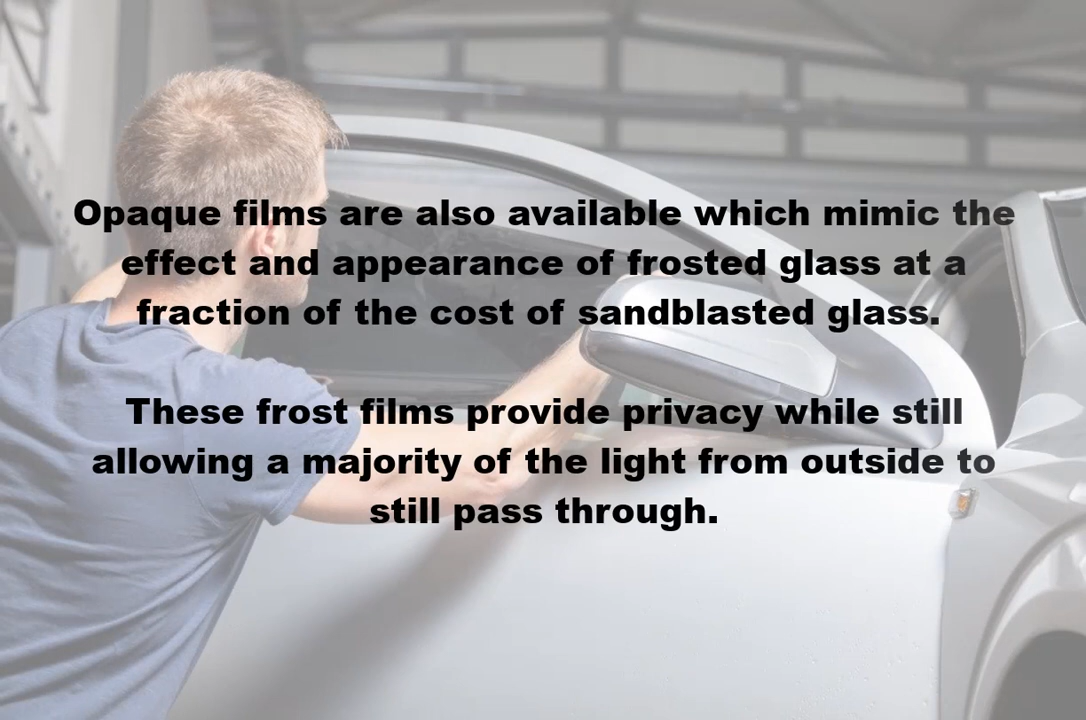 Opaque films are also available which mimic the
effect and appearance of frosted glass at a
fraction of the cost of sandblasted glass.
These frost films provide privacy while still
allowing a majority of the light from outside to
still pass through.